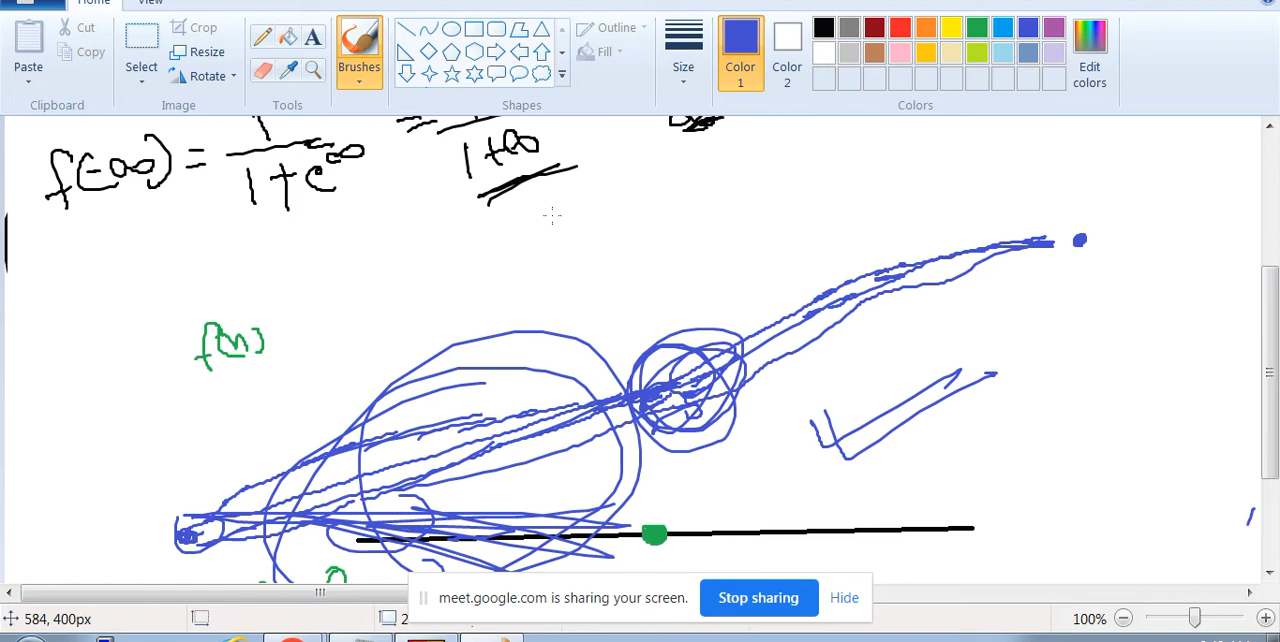 Home View
Cut
Copy
Paste
Clipboard
Select
Crop
Resize
Rotate
Image
A
Tools
Brushes
Shapes
Outline
Fill
Size
Color 1
Color 2
Edit colors
Colors
f(-∞) = 1+e^∞ = 1+∞
f(x)
meet.google.com is sharing your screen. Stop sharing Hide
584, 400px
100%